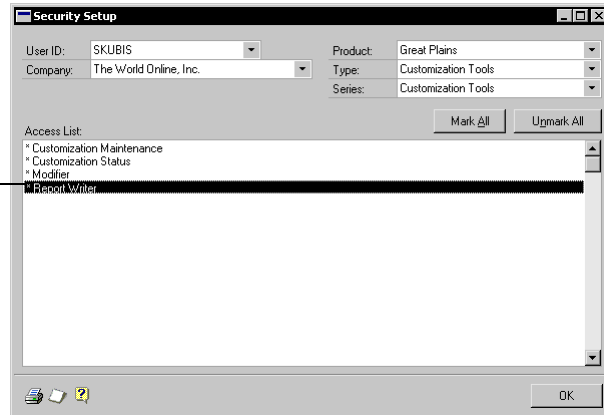 Security Setup
User ID: SKUBIS Product: Great Plains
Company: The World Online, Inc. Type: Customization Tools
Series: Customization Tools
Mark All Unmark All
Access List:
* Customization Maintenance
* Customization Status
* Modifier
* Report Writer
OK